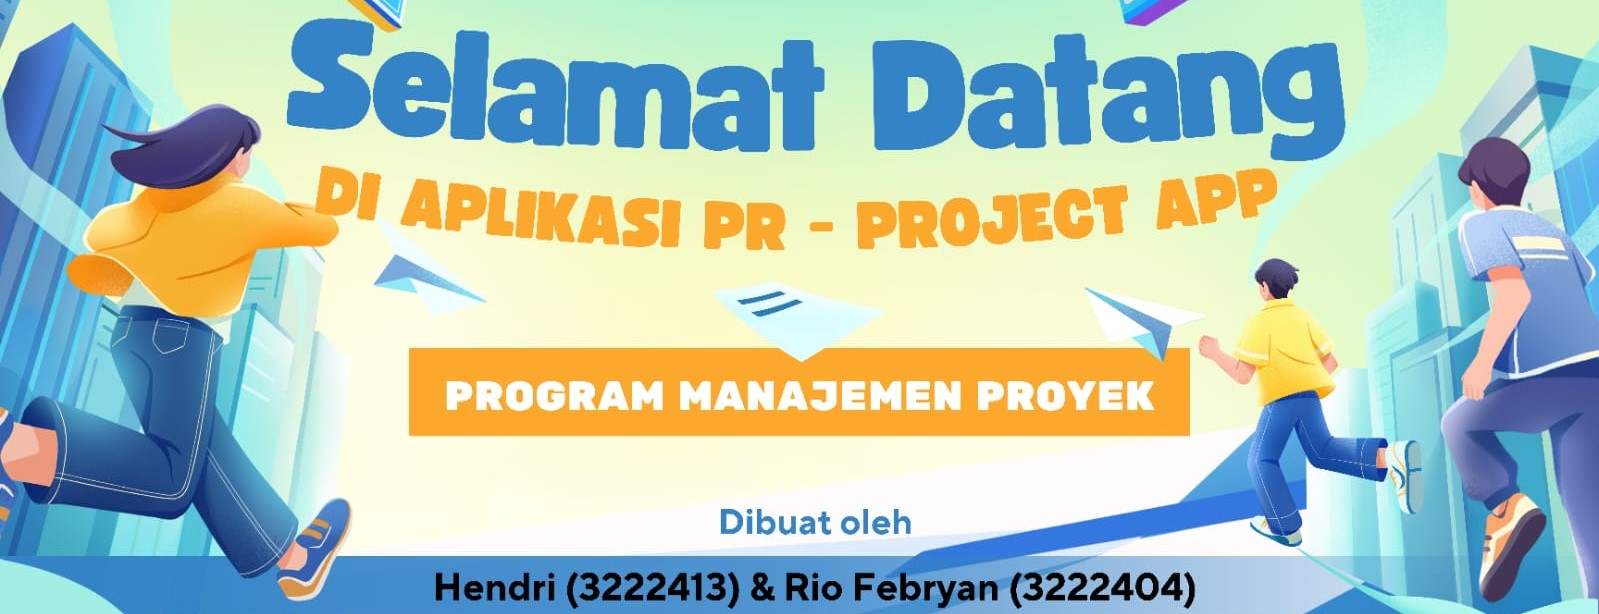 Selamat Datang
DI APLIKASI PR - PROJECT APP
PROGRAM MANAJEMEN PROYEK
Dibuat oleh
Hendri (3222413) & Rio Febryan (3222404)